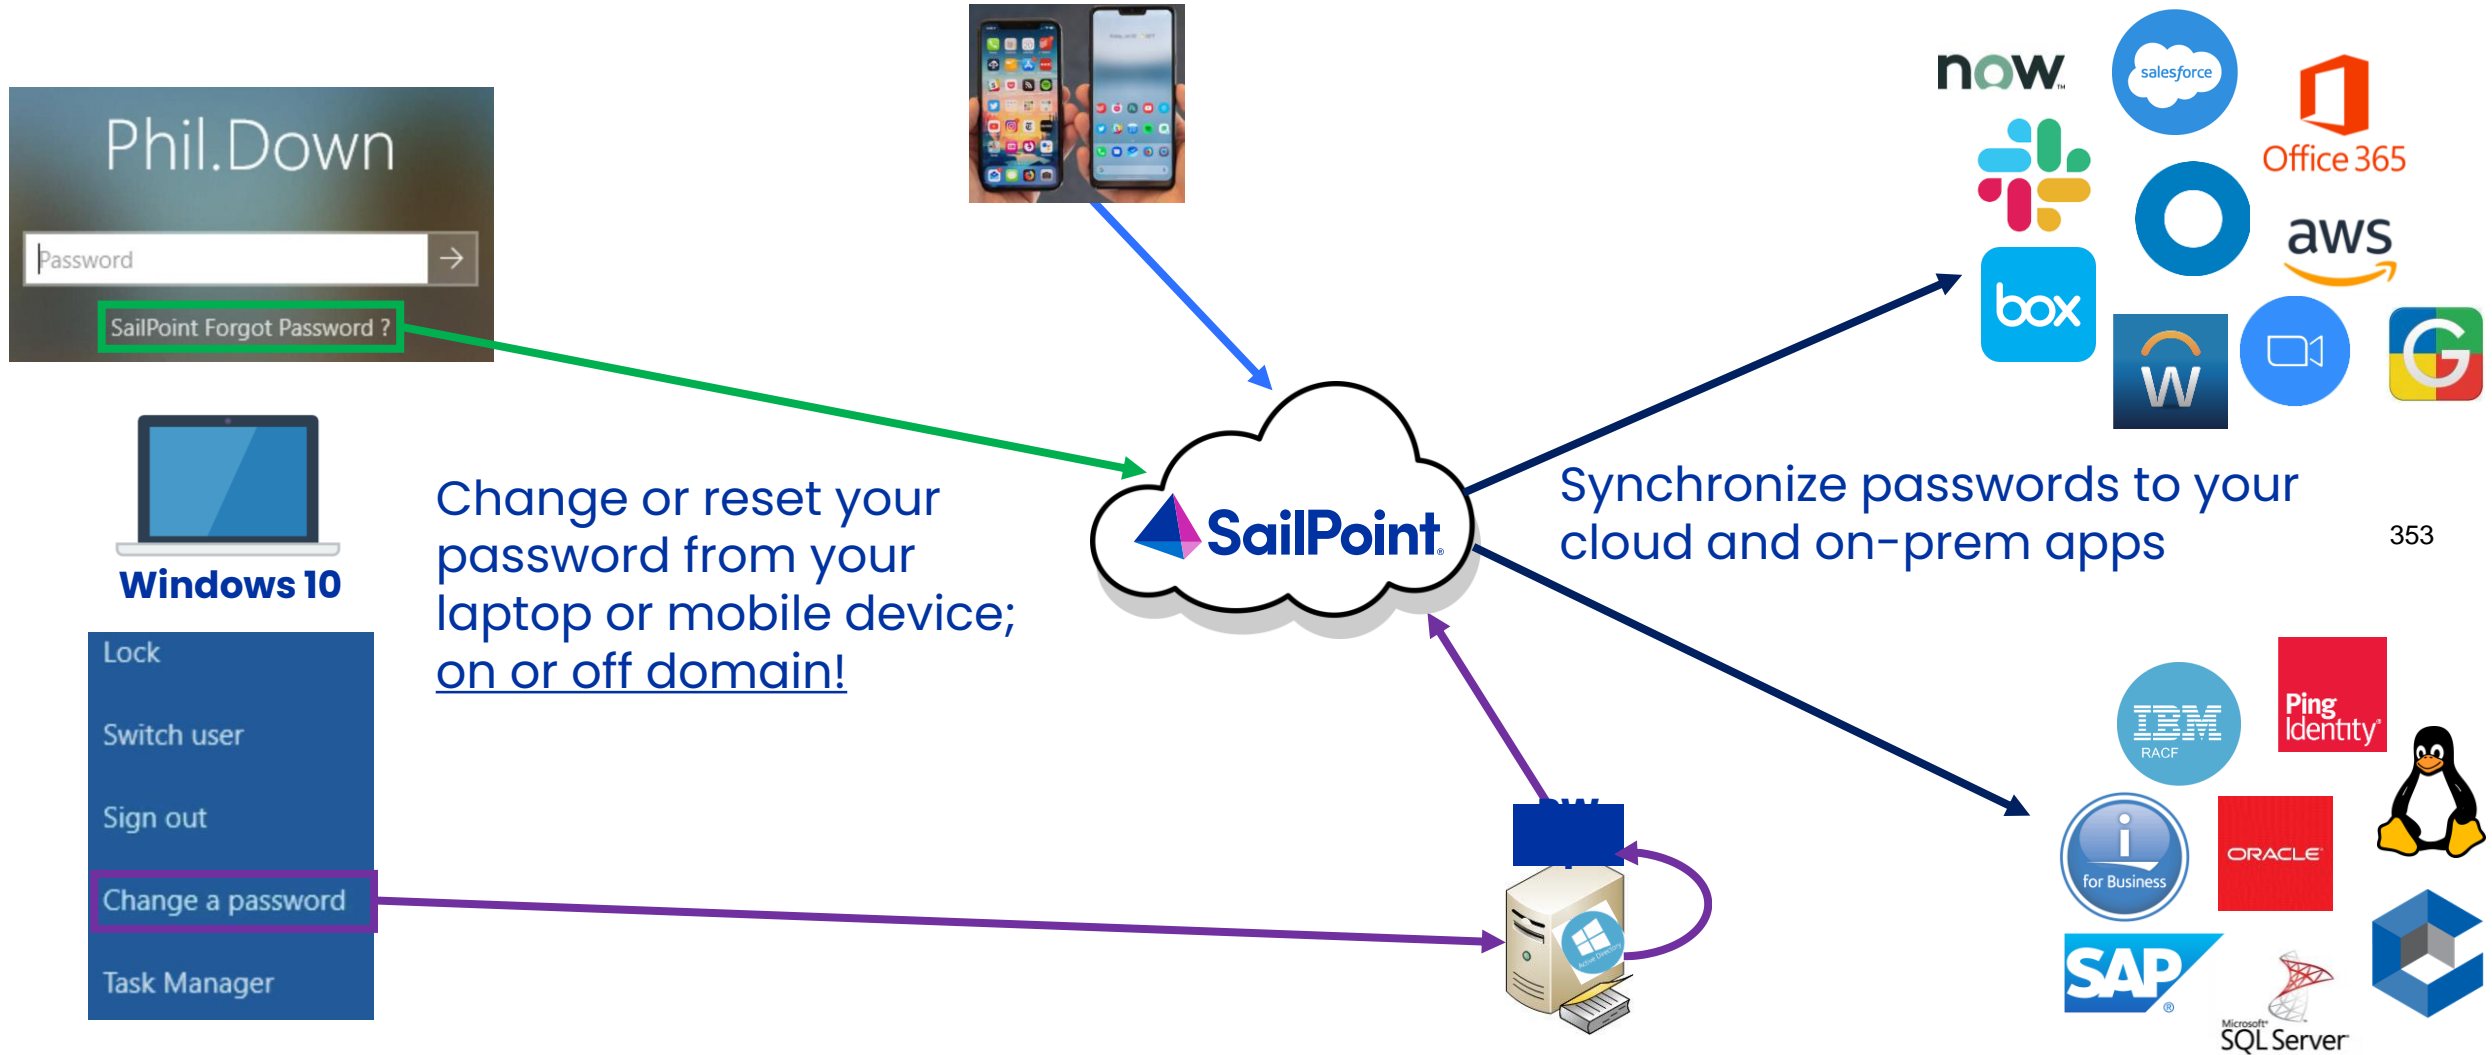 Phil.Down
Password
SailPoint Forgot Password ?
Windows 10
Lock
Switch user
Sign out
Change a password
Task Manager
Change or reset your
password from your
laptop or mobile device;
on or off domain!
SailPoint
Active Directory
now
salesforce
Office 365
aws
box
W
G
Synchronize passwords to your
cloud and on-prem apps
353
IBM
RACF
Ping
Identity
i
for Business
ORACLE
SAP
Microsoft
SQL Server